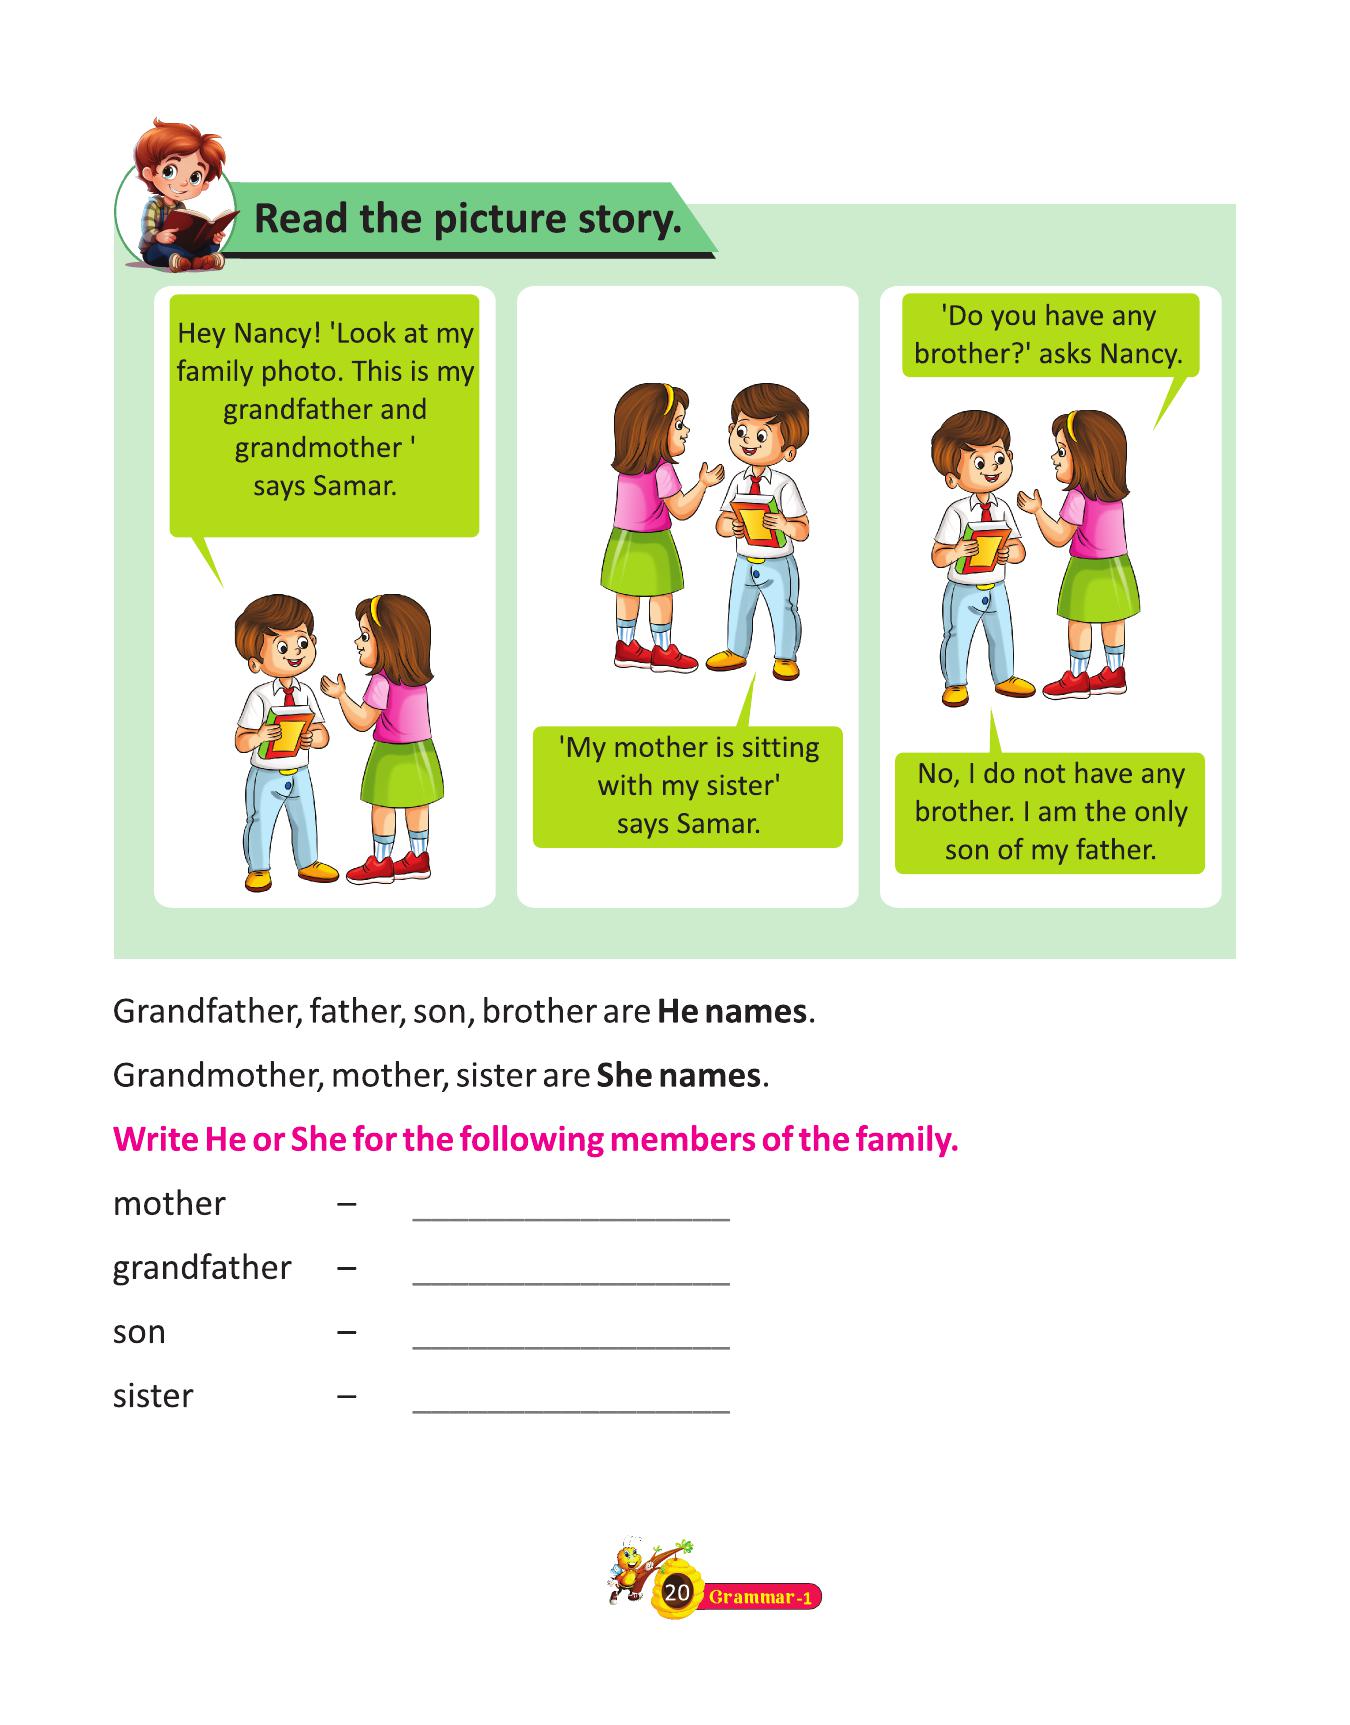 Read the picture story.
Hey Nancy! 'Look at my
family photo. This is my
grandfather and
grandmother '
says Samar.
'My mother is sitting
with my sister'
says Samar.
'Do you have any
brother?' asks Nancy.
No, I do not have any
brother. I am the only
son of my father.
Grandfather, father, son, brother are He names.
Grandmother, mother, sister are She names.
Write He or She for the following members of the family.
mother – ___________________
grandfather – ___________________
son – ___________________
sister – ___________________
20 Grammar-1